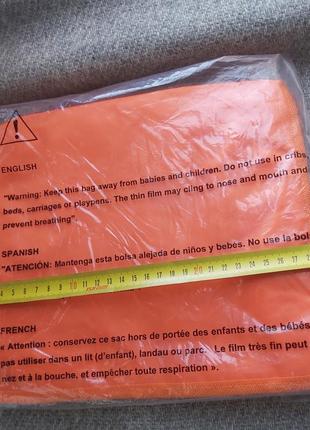 ENGLISH
"Warning: Keep this bag away from babies and children. Do not use in cribs,
beds, carriages or playpens. The thin film may cling to nose and mouth and
prevent breathing".
SPANISH
"ATENCIÓN: Mantenga esta bolsa alejada de niños y bebés. No use la bol
FRENCH
« Attention : conservez ce sac hors de portée des enfants et des bébés
pas utiliser dans un lit (d'enfant), landau ou parc. Le film très fin peut
nez et à la bouche, et empêcher toute respiration ».